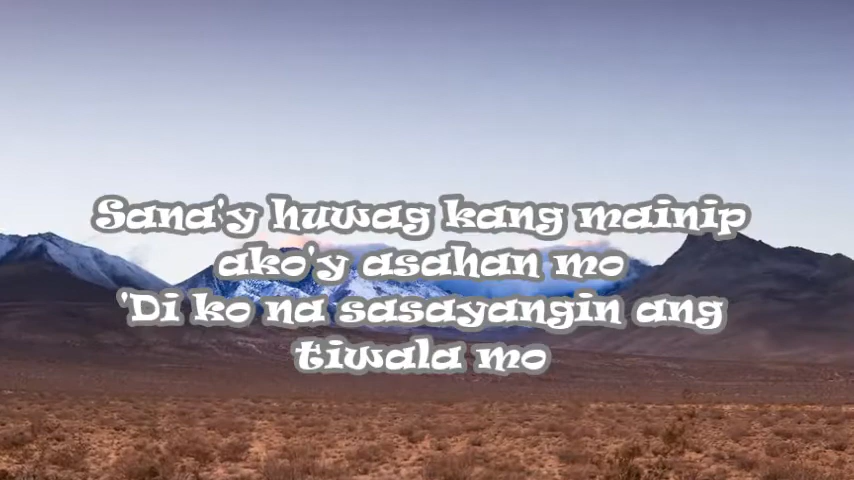 Sana'y huwag kang mainip
ako'y asahan mo
'Di ko na sasayangin ang
tiwala mo